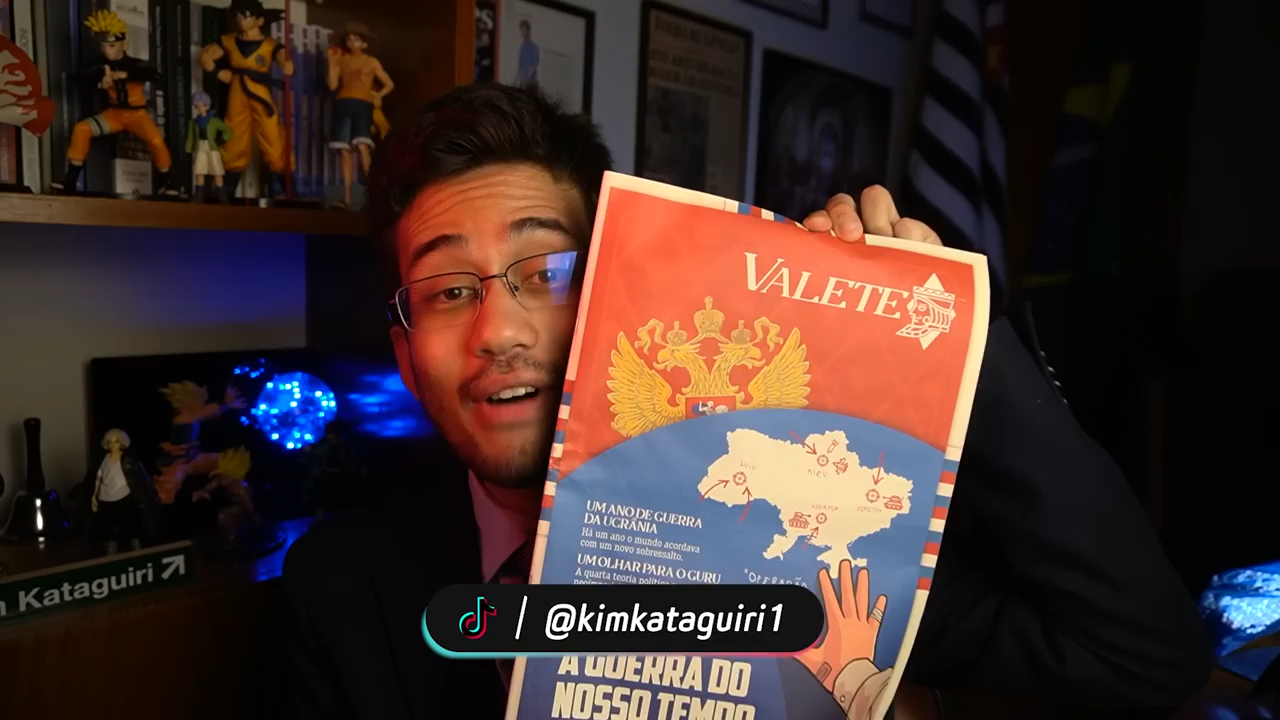 VALETE
LVIV
KIEV
UM ANO DE GUERRA
DA UCRÂNIA
Há um ano o mundo acordava
com um novo sobressalto.
UM OLHAR PARA O GURU
A quarta teoria
"OPERAÇÃO
Kataguiri
@kimkataguiri1
A GUERRA DO
NOSSO TEMPO